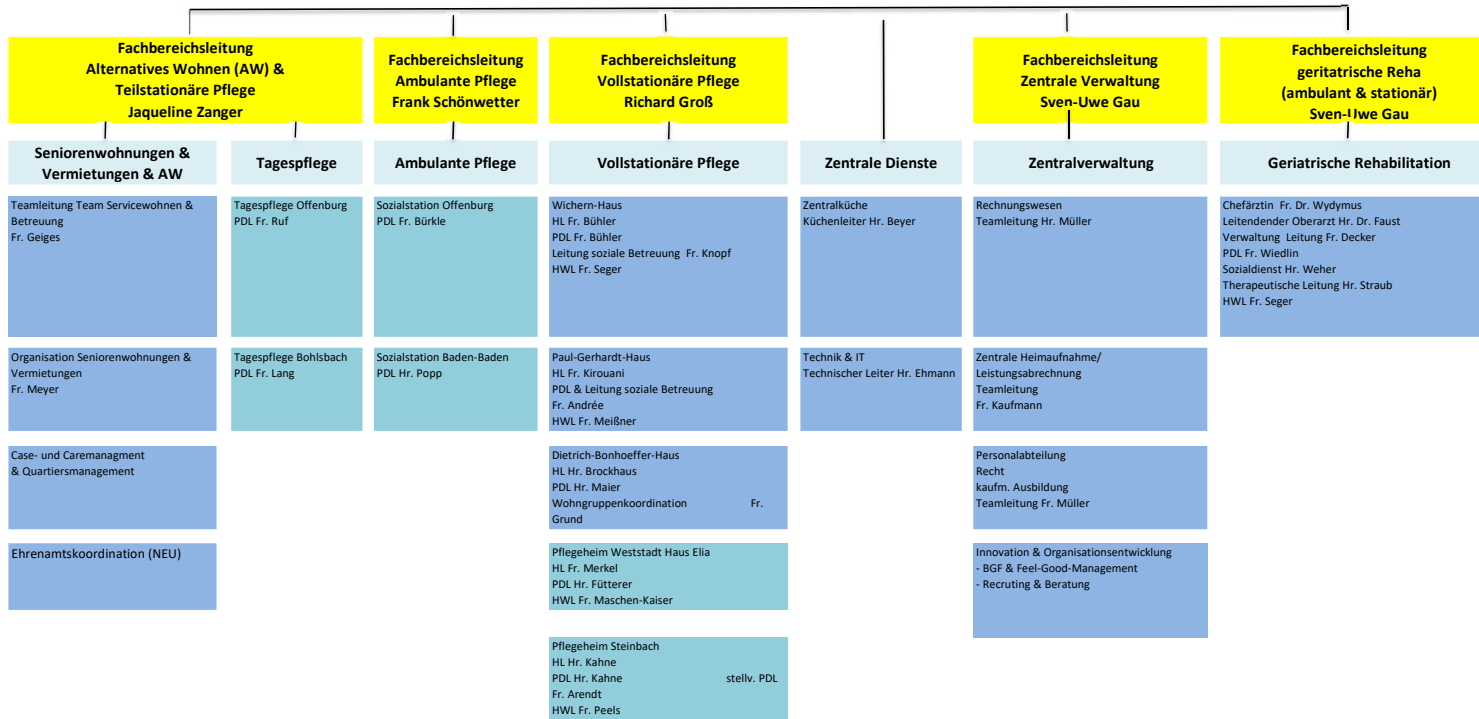 Fachbereichsleitung
Alternatives Wohnen (AW) &
Teilstationäre Pflege
Jaqueline Zanger
Fachbereichsleitung
Ambulante Pflege
Frank Schönwetter
Fachbereichsleitung
Vollstationäre Pflege
Richard Groß
Fachbereichsleitung
Zentrale Verwaltung
Sven-Uwe Gau
Fachbereichsleitung
geritatrische Reha
(ambulant & stationär)
Sven-Uwe Gau
Seniorenwohnungen &
Vermietungen & AW
Tagespflege
Ambulante Pflege
Vollstationäre Pflege
Zentrale Dienste
Zentralverwaltung
Geriatrische Rehabilitation
Teamleitung Team Servicewohnen &
Betreuung
Fr. Geiges
Tagespflege Offenburg
PDL Fr. Ruf
Sozialstation Offenburg
PDL Fr. Bürkle
Wichern-Haus
HL Fr. Bühler
PDL Fr. Bühler
Leitung soziale Betreuung Fr. Knopf
HWL Fr. Seger
Zentralküche
Küchenleiter Hr. Beyer
Rechnungswesen
Teamleitung Hr. Müller
Chefärztin Fr. Dr. Wydymus
Leitendender Oberarzt Hr. Dr. Faust
Verwaltung Leitung Fr. Decker
PDL Fr. Wiedlin
Sozialdienst Hr. Weher
Therapeutische Leitung Hr. Straub
HWL Fr. Seger
Organisation Seniorenwohnungen &
Vermietungen
Fr. Meyer
Tagespflege Bohlsbach
PDL Fr. Lang
Sozialstation Baden-Baden
PDL Hr. Popp
Paul-Gerhardt-Haus
HL Fr. Kirouani
PDL & Leitung soziale Betreuung
Fr. Andrée
HWL Fr. Meißner
Technik & IT
Technischer Leiter Hr. Ehmann
Zentrale Heimaufnahme/
Leistungsabrechnung
Teamleitung
Fr. Kaufmann
Case- und Caremanagment
& Quartiersmanagement
Dietrich-Bonhoeffer-Haus
HL Hr. Brockhaus
PDL Hr. Maier
Wohngruppenkoordination Fr.
Grund
Personalabteilung
Recht
kaufm. Ausbildung
Teamleitung Fr. Müller
Ehrenamtskoordination (NEU)
Pflegeheim Weststadt Haus Elia
HL Fr. Merkel
PDL Hr. Fütterer
HWL Fr. Maschen-Kaiser
Innovation & Organisationsentwicklung
- BGF & Feel-Good-Management
- Recruting & Beratung
Pflegeheim Steinbach
HL Hr. Kahne
PDL Hr. Kahne stellv. PDL
Fr. Arendt
HWL Fr. Peels